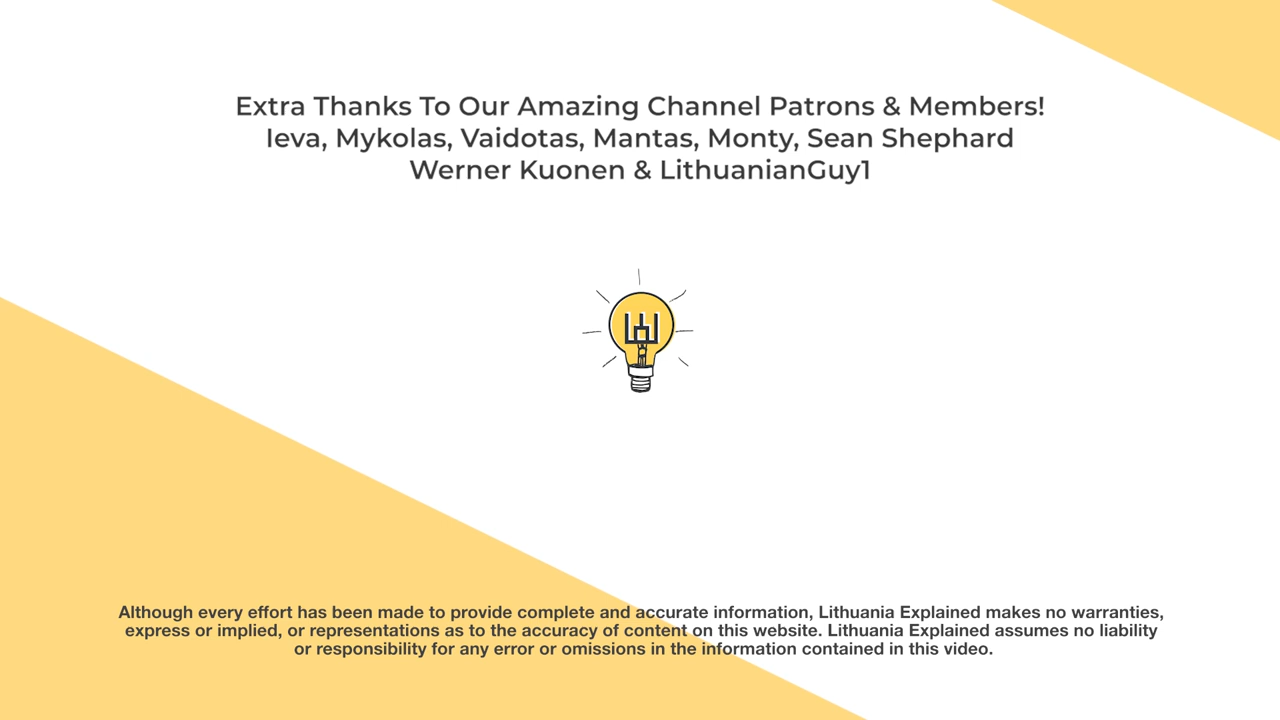 Extra Thanks To Our Amazing Channel Patrons & Members!
Ieva, Mykolas, Vaidotas, Mantas, Monty, Sean Shephard
Werner Kuonen & LithuanianGuy1
Although every effort has been made to provide complete and accurate information, Lithuania Explained makes no warranties,
express or implied, or representations as to the accuracy of content on this website. Lithuania Explained assumes no liability
or responsibility for any error or omissions in the information contained in this video.